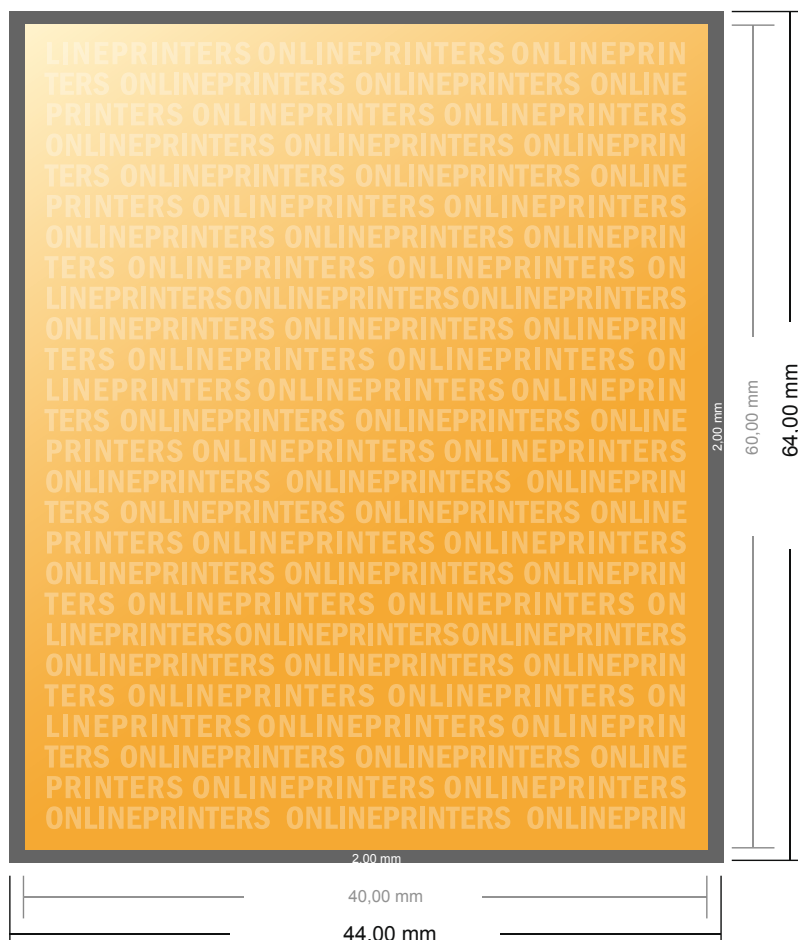 LINEPRINTERS ONLINEPRINTERS ONLINEPRIN
TERS ONLINEPRINTERS ONLINEPRINTERS ONLINE
PRINTERS ONLINEPRINTERS ONLINEPRINTERS
ONLINEPRINTERS ONLINEPRINTERS ONLINEPRIN
TERS ONLINEPRINTERS ONLINEPRINTERS ONLINE
PRINTERS ONLINEPRINTERS ONLINEPRINTERS
ONLINEPRINTERS ONLINEPRINTERS ONLINEPRIN
TERS ONLINEPRINTERS ONLINEPRINTERS ON
LINEPRINTERSONLINEPRINTERSONLINEPRINTERS
ONLINEPRINTERS ONLINEPRINTERS ONLINEPRIN
TERS ONLINEPRINTERS ONLINEPRINTERS ON
LINEPRINTERS ONLINEPRINTERS ONLINEPRIN
TERS ONLINEPRINTERS ONLINEPRINTERS ONLINE
PRINTERS ONLINEPRINTERS ONLINEPRINTERS
ONLINEPRINTERS ONLINEPRINTERS ONLINEPRIN
TERS ONLINEPRINTERS ONLINEPRINTERS ONLINE
PRINTERS ONLINEPRINTERS ONLINEPRINTERS
ONLINEPRINTERS ONLINEPRINTERS ONLINEPRIN
TERS ONLINEPRINTERS ONLINEPRINTERS ON
LINEPRINTERSONLINEPRINTERSONLINEPRINTERS
ONLINEPRINTERS ONLINEPRINTERS ONLINEPRIN
TERS ONLINEPRINTERS ONLINEPRINTERS ON
LINEPRINTERS ONLINEPRINTERS ONLINEPRIN
TERS ONLINEPRINTERS ONLINEPRINTERS ONLINE
PRINTERS ONLINEPRINTERS ONLINEPRINTERS
ONLINEPRINTERS ONLINEPRINTERS ONLINEPRIN
2,00 mm
60,00 mm
64,00 mm
2,00 mm
40,00 mm
44,00 mm